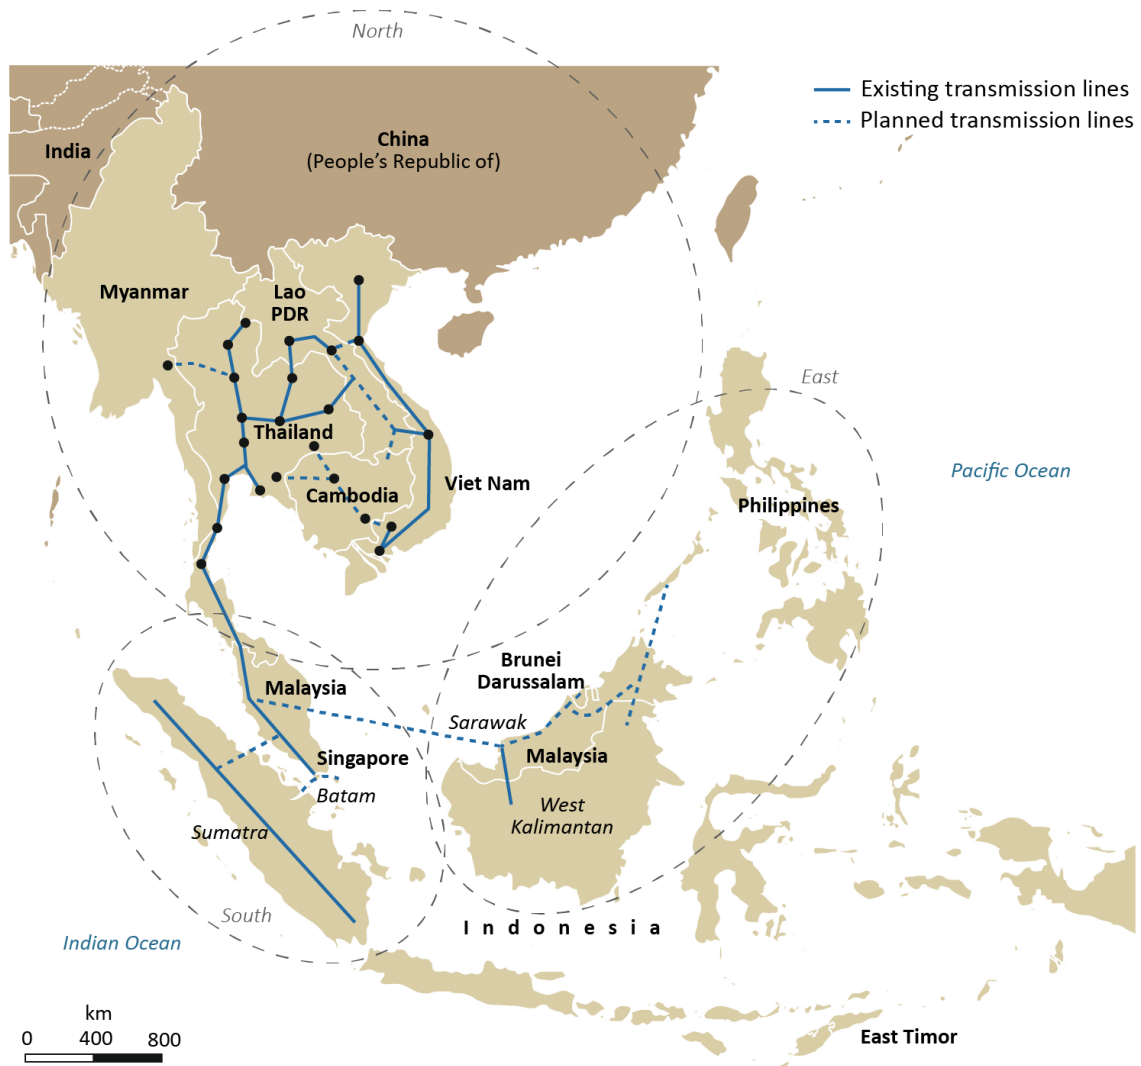 North
Existing transmission lines
Planned transmission lines
China
(People's Republic of)
India
Myanmar
Lao
PDR
East
Thailand
Pacific Ocean
Viet Nam
Cambodia
Philippines
Brunei
Darussalam
Malaysia
Sarawak
Malaysia
Singapore
Batam
West
Kalimantan
Sumatra
South
Indonesia
Indian Ocean
km
0 400 800
East Timor